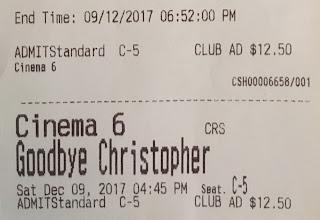 End Time: 09/12/2017 06:52:00 PM
ADMITStandard C-5 CLUB AD $12.50
Cinema 6
CSH00006658/001
Cinema 6 CRS
Goodbye Christopher
Sat Dec 09, 2017 04:45 PM Seat. C-5
ADMITStandard C-5 CLUB AD $12.50